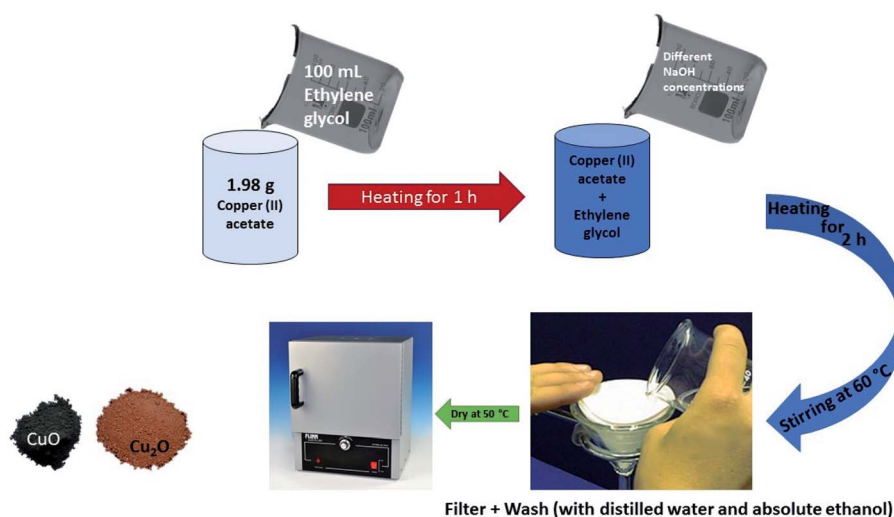 100 mL
Ethylene
glycol
100ml
Different
NaOH
concentrations
100ml
1.98 g
Copper (II)
acetate
Heating for 1 h
Copper (II)
acetate
+
Ethylene
glycol
Heating
for
2 h
Stirring at 60 °C
Dry at 50 °C
CuO
Cu₂O
Filter + Wash (with distilled water and absolute ethanol)